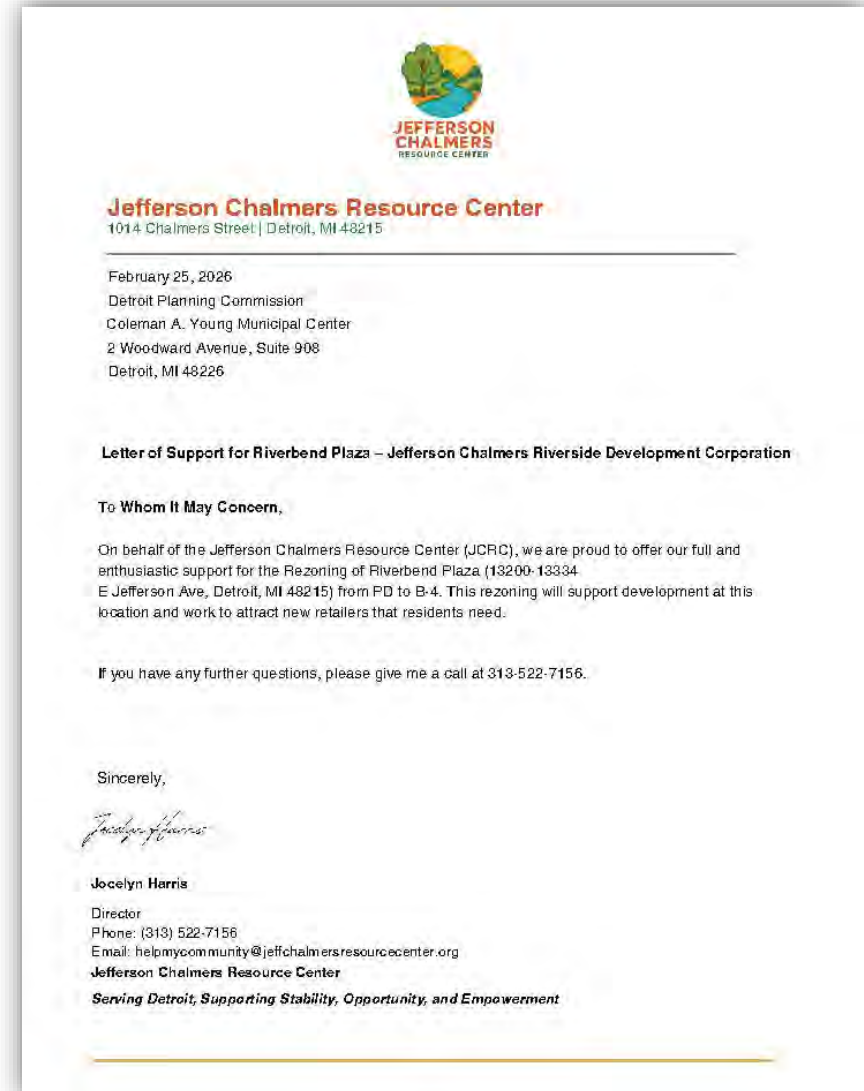 JEFFERSON
CHALMERS
RESOURCE CENTER
Jefferson Chalmers Resource Center
1014 Chalmers Street | Detroit, MI 48215
February 25, 2026
Detroit Planning Commission
Coleman A. Young Municipal Center
2 Woodward Avenue, Suite 908
Detroit, MI 48226
Letter of Support for Riverbend Plaza – Jefferson Chalmers Riverside Development Corporation
To Whom It May Concern,
On behalf of the Jefferson Chalmers Resource Center (JCRC), we are proud to offer our full and
enthusiastic support for the Rezoning of Riverbend Plaza (13200-13334
E Jefferson Ave, Detroit, MI 48215) from PD to B-4. This rezoning will support development at this
location and work to attract new retailers that residents need.
If you have any further questions, please give me a call at 313-522-7156.
Sincerely,
Jocelyn Harris
Jocelyn Harris
Director
Phone: (313) 522-7156
Email: helpmycommunity@jeffchalmersresourcecenter.org
Jefferson Chalmers Resource Center
Serving Detroit, Supporting Stability, Opportunity, and Empowerment